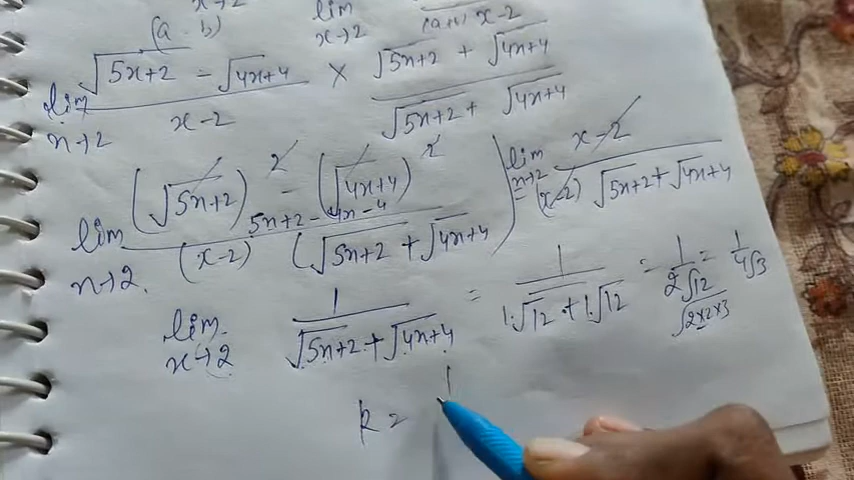 x→2
(a - b) lim x→2 (a+b) x-2
lim n→2 (√5x+2 - √4x+4)/(x-2) × (√5x+2 + √4x+4)/(√5x+2 + √4x+4)
lim n→2. ((√5x+2)² - (√4x+4)²)/((x-2) (√5x+2 + √4x+4)) 5x+2-4x-4 = lim n→2 (x-2)/((x-2) √5x+2 + √4x+4)
lim. x→2 1/(√5x+2 + √4x+4) = 1/(1.√12 + 1.√12) = 1/(2√12) = 1/4√3
√2×2×3
k =